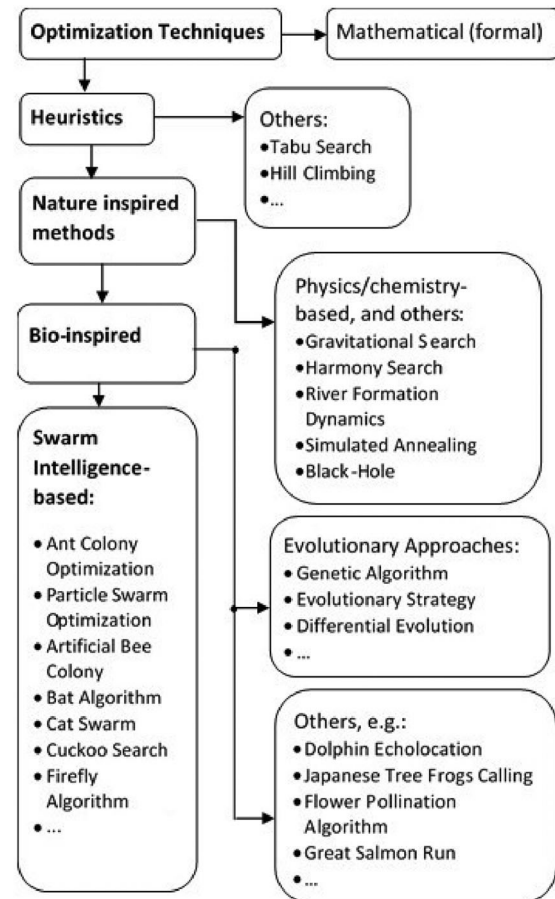 Optimization Techniques
Mathematical (formal)
Heuristics
Others:
•Tabu Search
•Hill Climbing
•...
Nature inspired
methods
Physics/chemistry-
based, and others:
•Gravitational Search
•Harmony Search
•River Formation
Dynamics
•Simulated Annealing
•Black-Hole
Bio-inspired
Swarm
Intelligence-
based:
• Ant Colony
Optimization
• Particle Swarm
Optimization
• Artificial Bee
Colony
• Bat Algorithm
• Cat Swarm
• Cuckoo Search
• Firefly
Algorithm
• ...
Evolutionary Approaches:
•Genetic Algorithm
•Evolutionary Strategy
•Differential Evolution
•...
Others, e.g.:
•Dolphin Echolocation
•Japanese Tree Frogs Calling
•Flower Pollination
Algorithm
•Great Salmon Run
•...